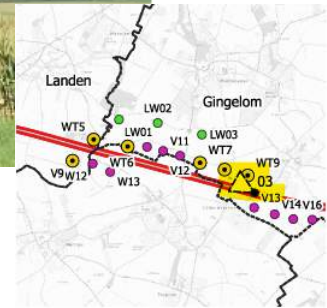 Landen
Gingelom
LW02
WT5
LW01
V11
LW03
WT7
WT6
V12
WT9
V9
W12
W13
03
V13
V14
V16